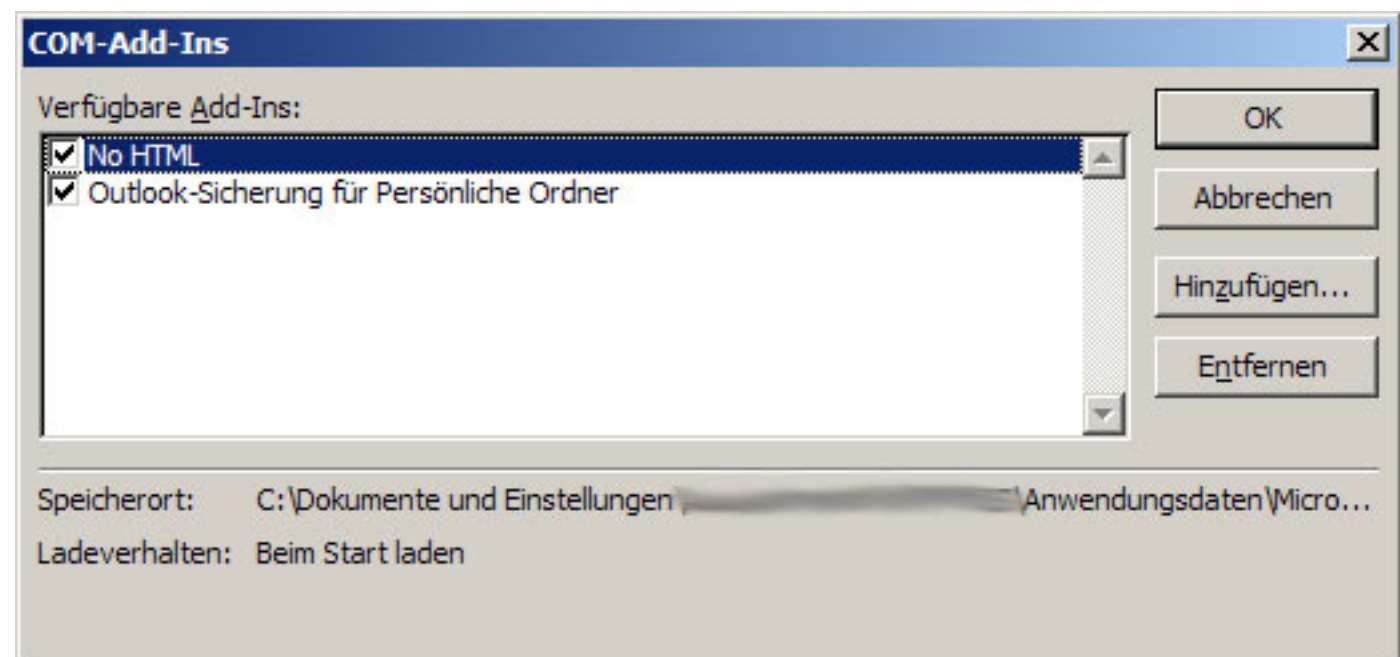 COM-Add-Ins
Verfügbare Add-Ins:
No HTML
Outlook-Sicherung für Persönliche Ordner
OK
Abbrechen
Hinzufügen...
Entfernen
Speicherort: C:\Dokumente und Einstellungen\ \Anwendungsdaten\Micro...
Ladeverhalten: Beim Start laden